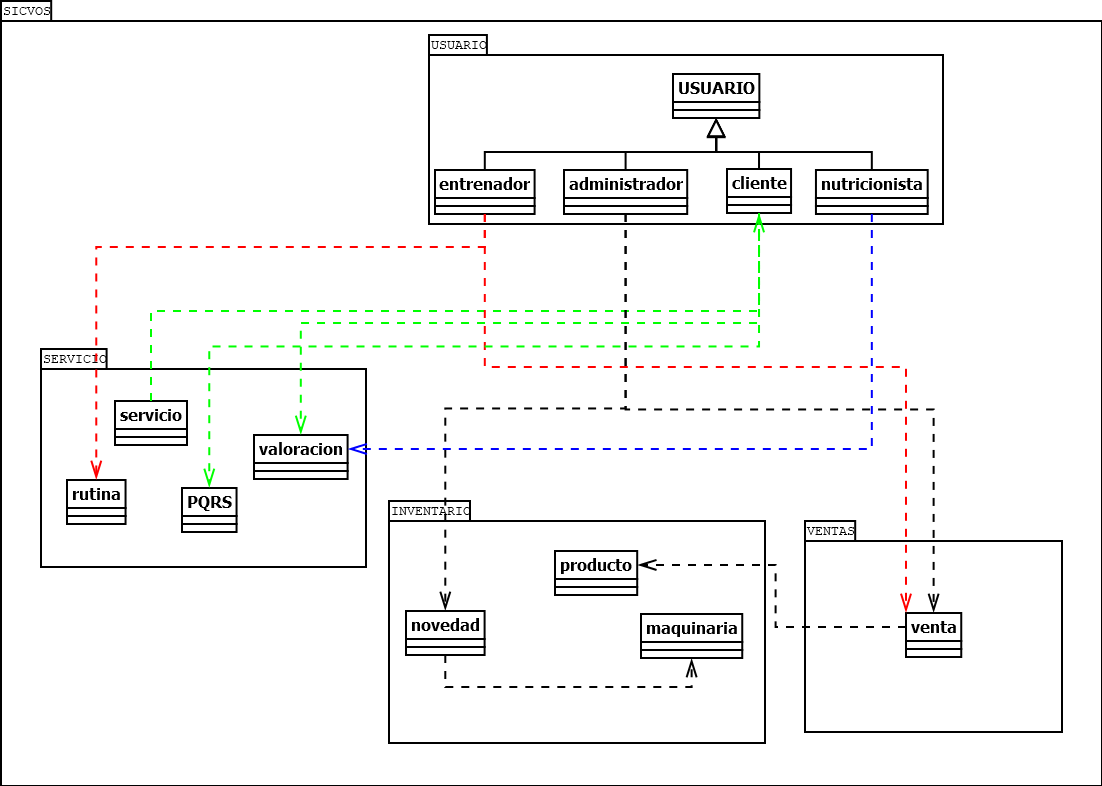 SICVOS
USUARIO
USUARIO
entrenador
administrador
cliente
nutricionista
SERVICIO
servicio
valoracion
rutina
PQRS
INVENTARIO
producto
novedad
maquinaria
VENTAS
venta